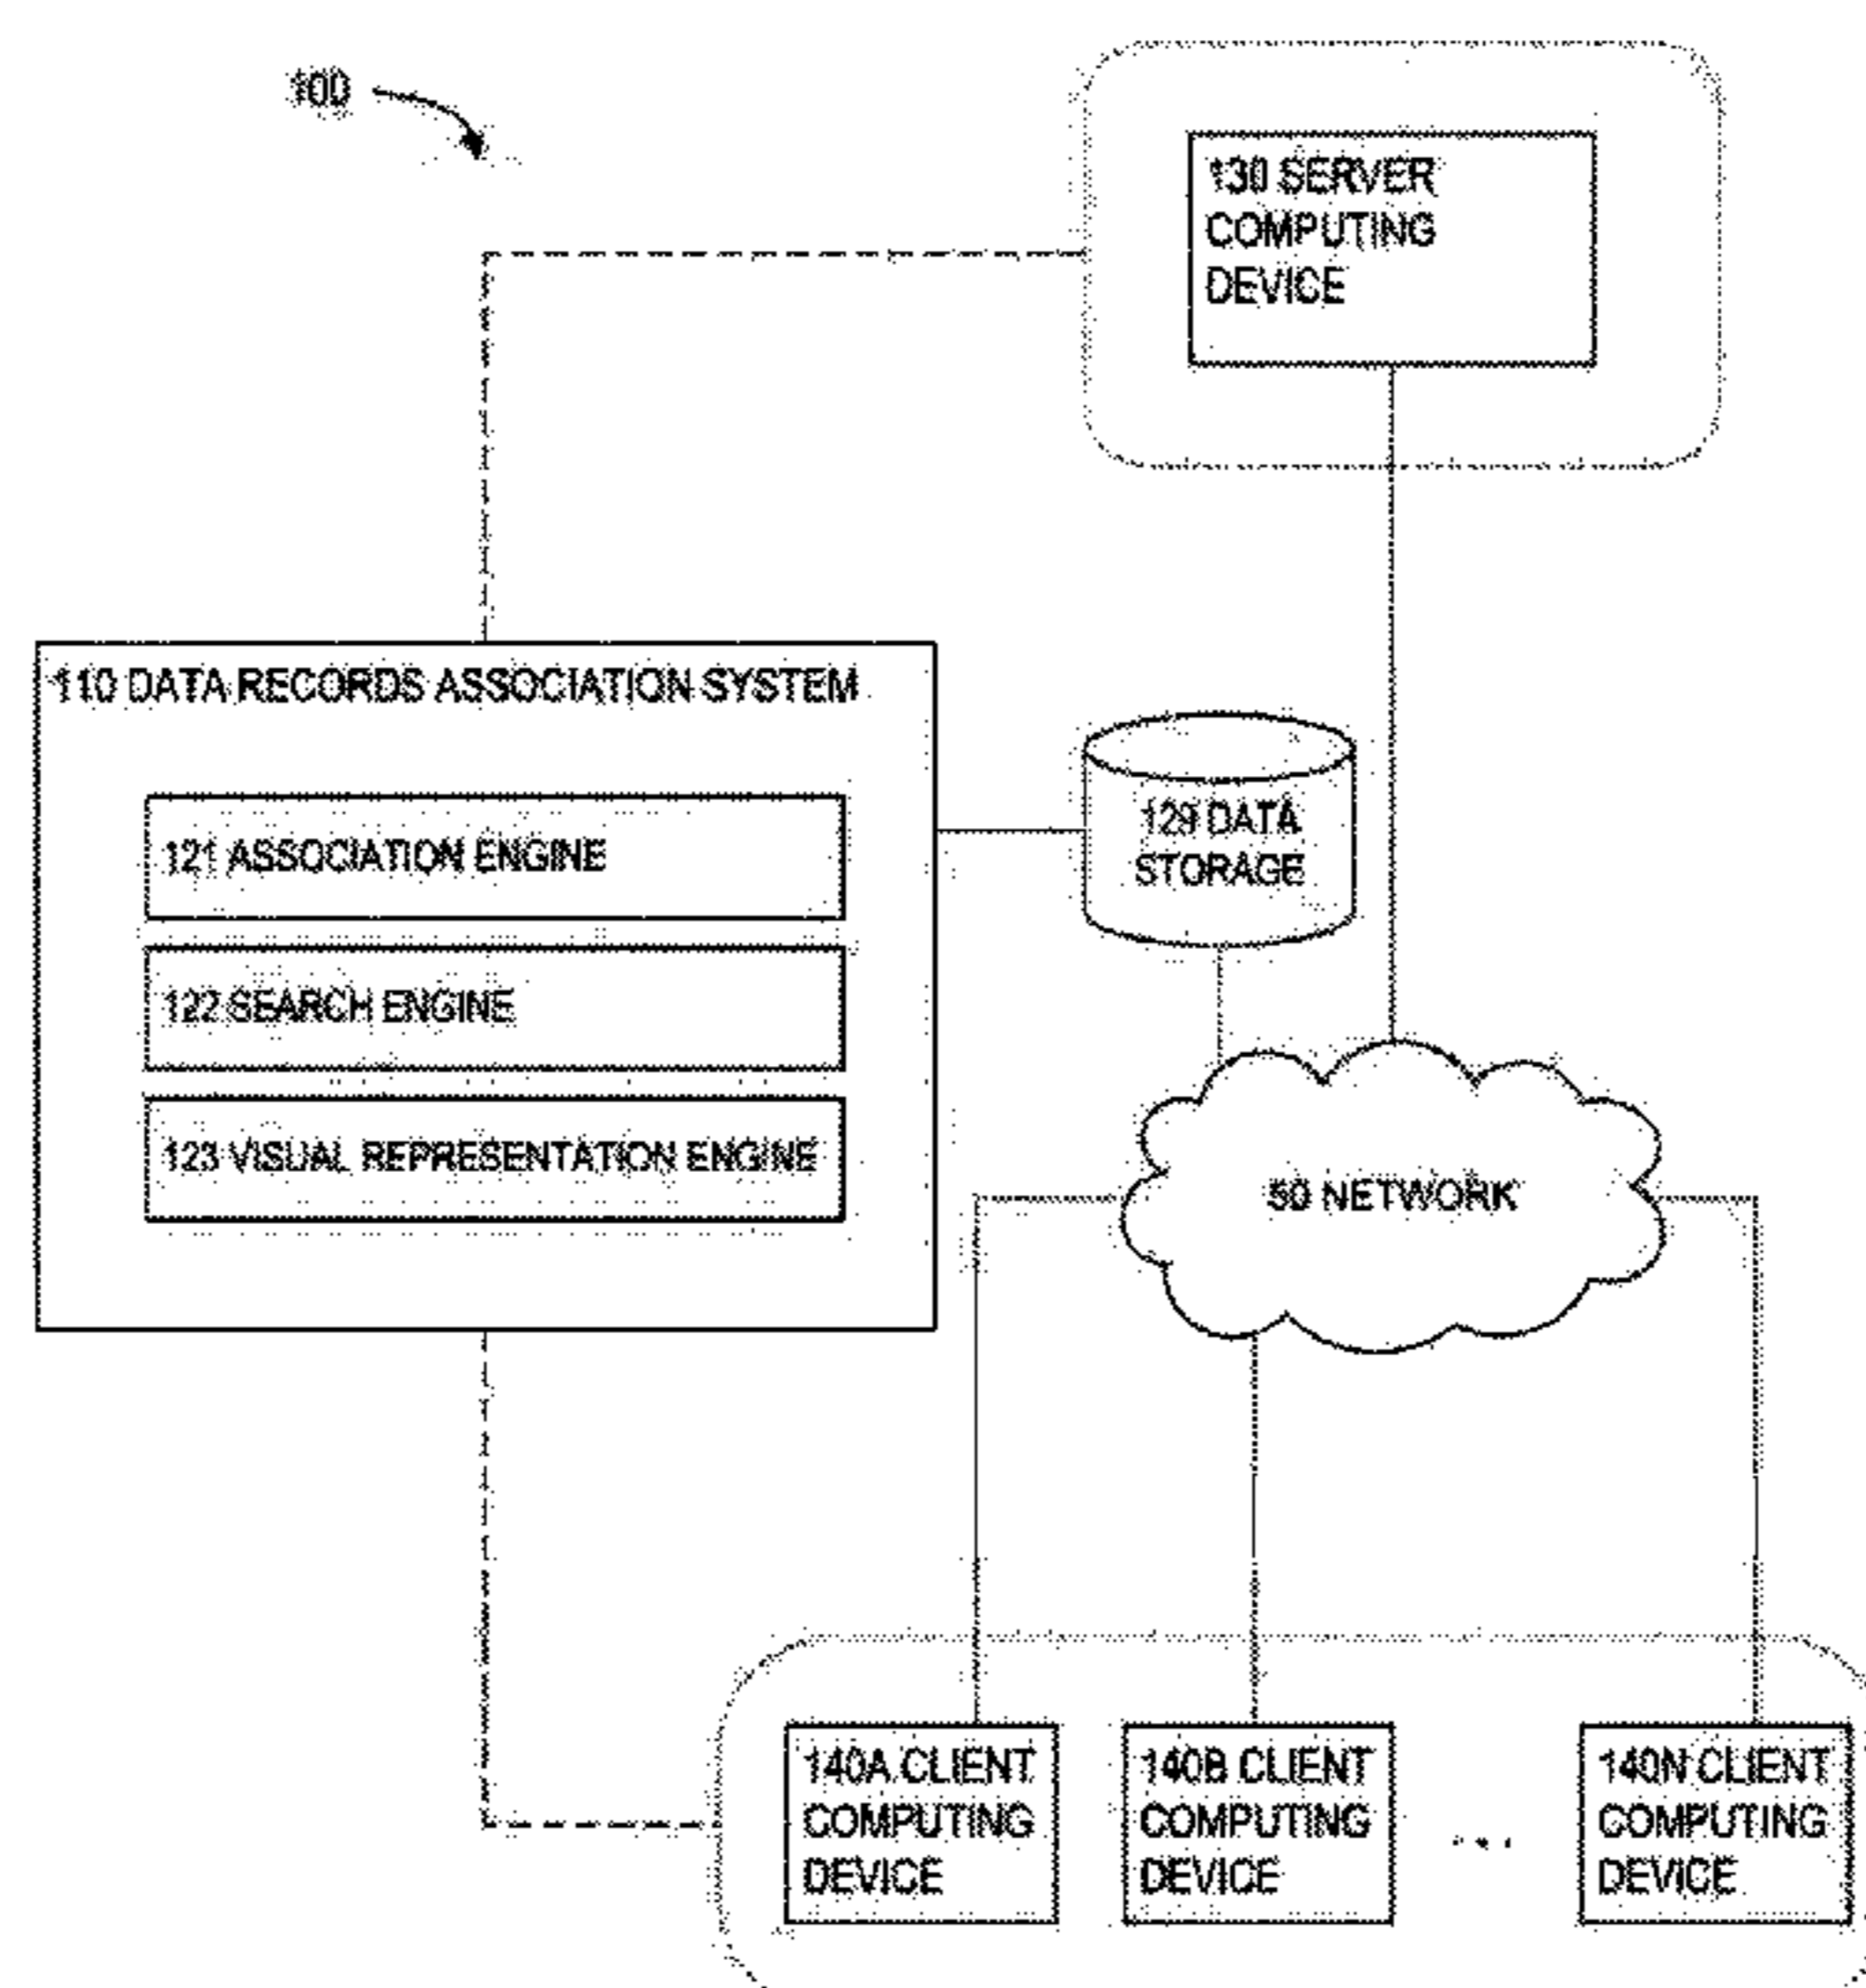 100
130 SERVER
COMPUTING
DEVICE
110 DATA RECORDS ASSOCIATION SYSTEM
121 ASSOCIATION ENGINE
122 SEARCH ENGINE
123 VISUAL REPRESENTATION ENGINE
129 DATA
STORAGE
50 NETWORK
140A CLIENT
COMPUTING
DEVICE
140B CLIENT
COMPUTING
DEVICE
...
140N CLIENT
COMPUTING
DEVICE